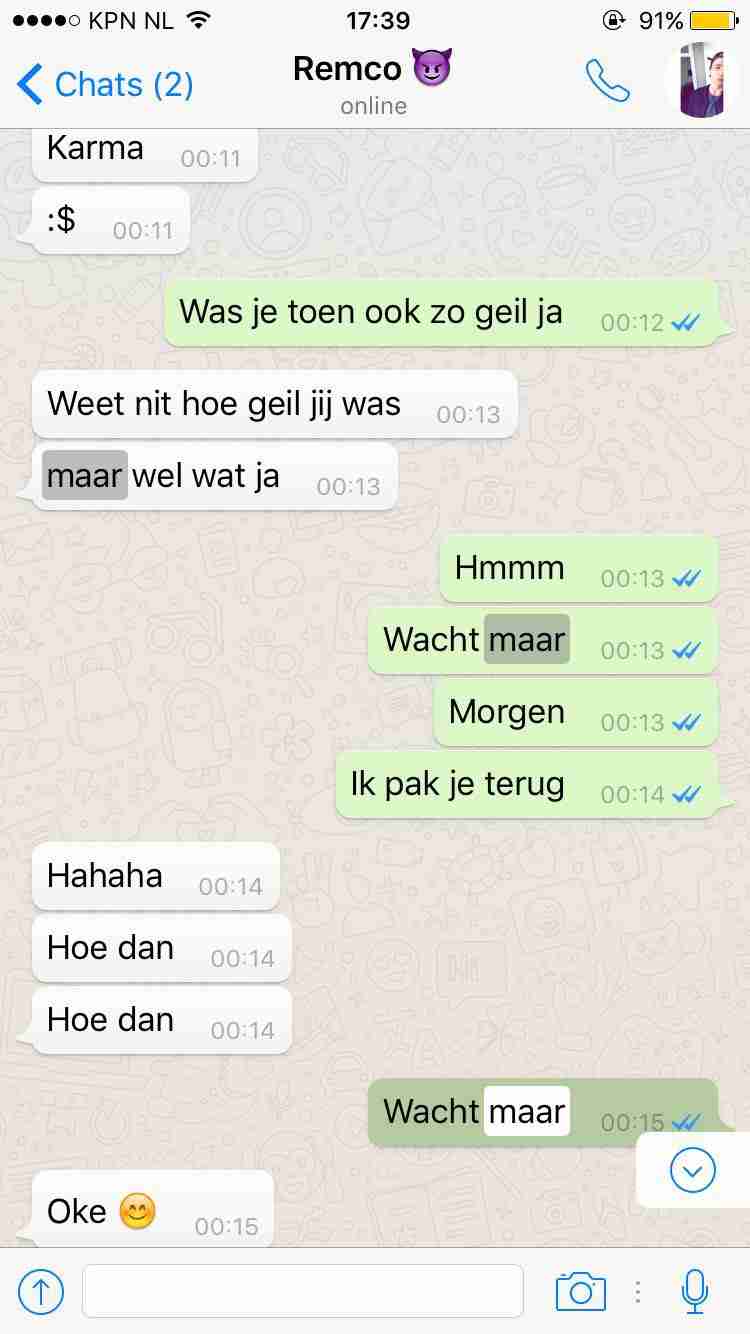 KPN NL 17:39 91%
Chats (2) Remco 😈
online
Karma 00:11
:$ 00:11
Was je toen ook zo geil ja 00:12
Weet nit hoe geil jij was 00:13
maar wel wat ja 00:13
Hmmm 00:13
Wacht maar 00:13
Morgen 00:13
Ik pak je terug 00:14
Hahaha 00:14
Hoe dan 00:14
Hoe dan 00:14
Wacht maar 00:15
Oke 😊 00:15